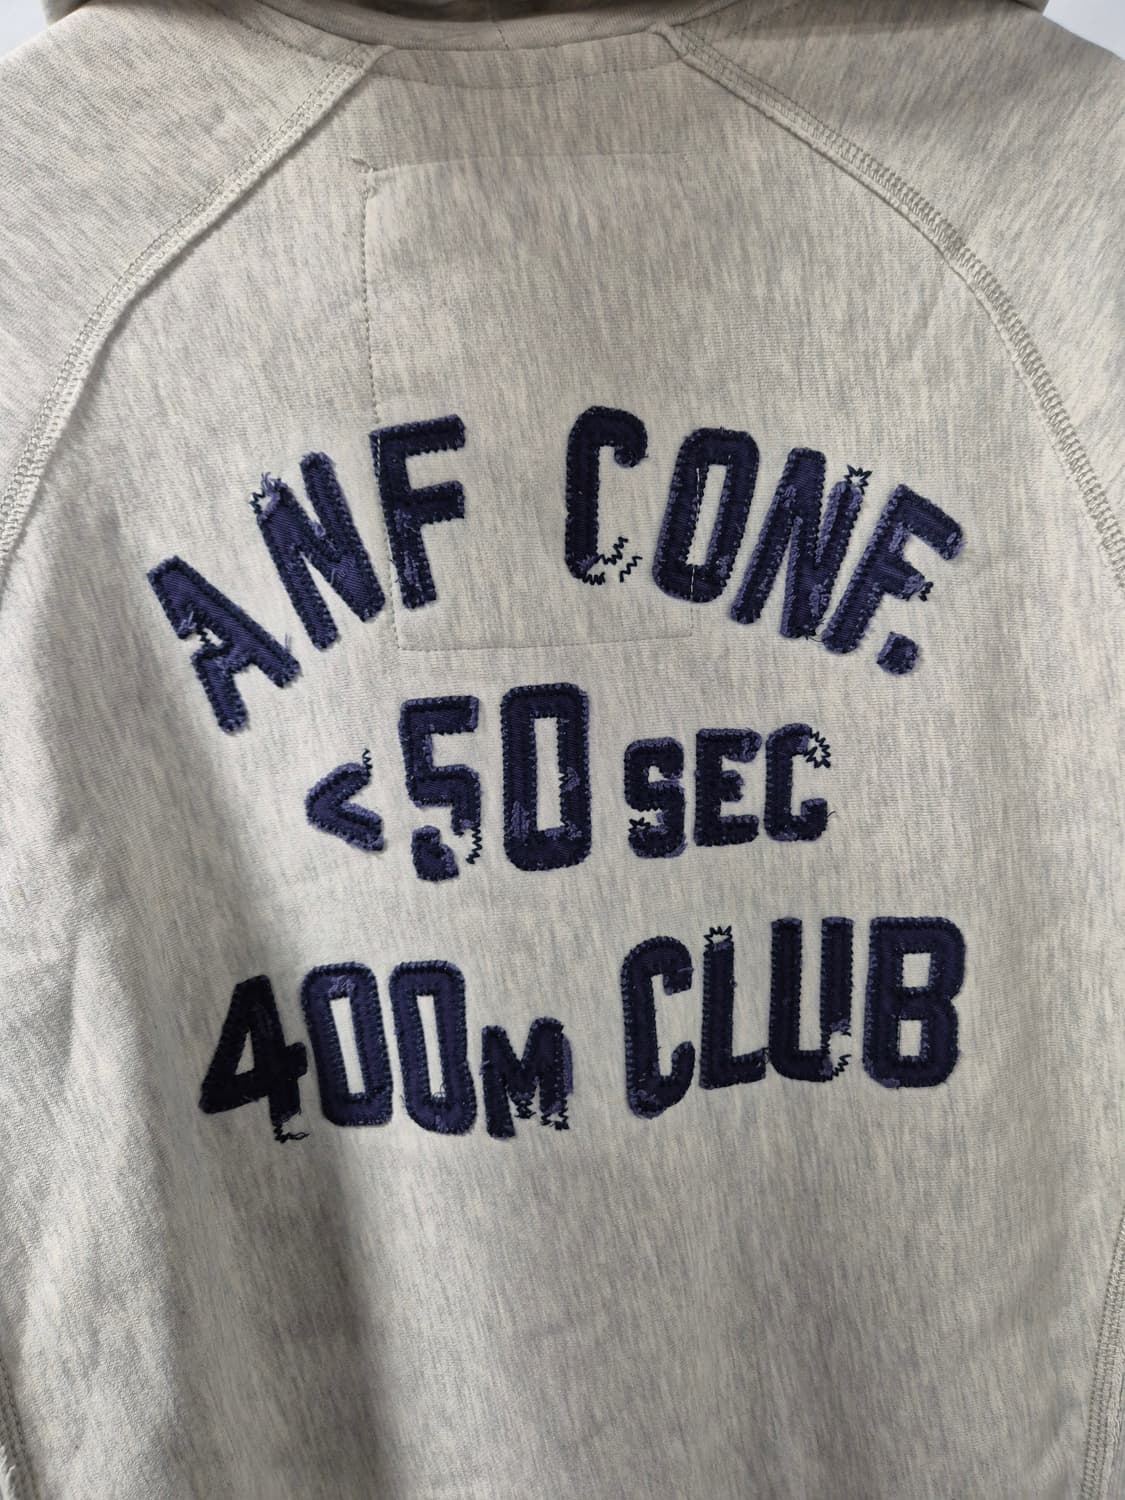 ANF CONF.
<50 SEC
400M CLUB